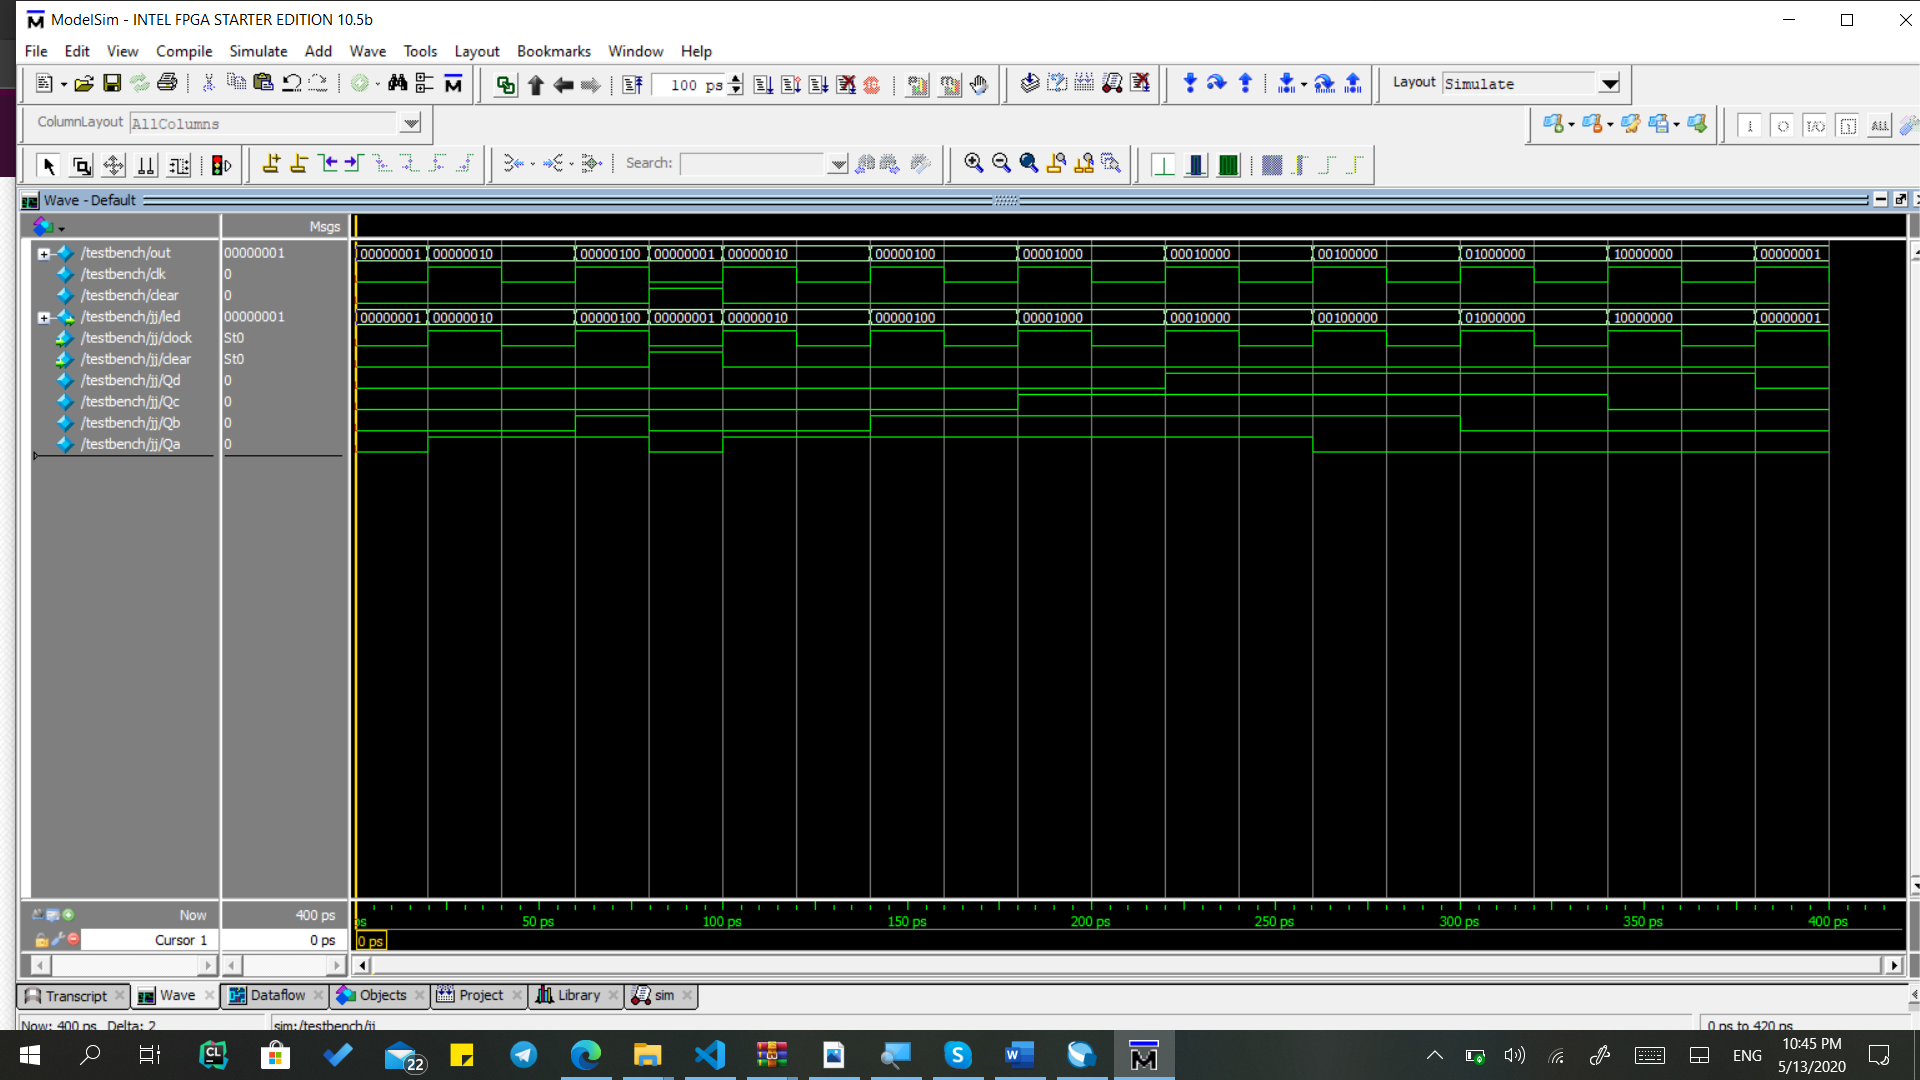 ModelSim - INTEL FPGA STARTER EDITION 10.5b
File Edit View Compile Simulate Add Wave Tools Layout Bookmarks Window Help
100 ps
Layout Simulate
ColumnLayout AllColumns
ALL
Search:
Wave - Default
Msgs
/testbench/out 00000001 00000001 00000010 00000100 00000001 00000010 00000100 00001000 00010000 00100000 01000000 10000000 00000001
/testbench/clk 0
/testbench/clear 0
/testbench/jj/led 00000001 00000001 00000010 00000100 00000001 00000010 00000100 00001000 00010000 00100000 01000000 10000000 00000001
/testbench/jj/clock St0
/testbench/jj/clear St0
/testbench/jj/Qd 0
/testbench/jj/Qc 0
/testbench/jj/Qb 0
/testbench/jj/Qa 0
Now 400 ps 50 ps 100 ps 150 ps 200 ps 250 ps 300 ps 350 ps 400 ps
Cursor 1 0 ps 0 ps
Transcript Wave Dataflow Objects Project Library sim
Now: 400 ps Delta: 2 sim:/testbench/jj 0 ps to 420 ps
CL 22 S W M ENG 10:45 PM
5/13/2020